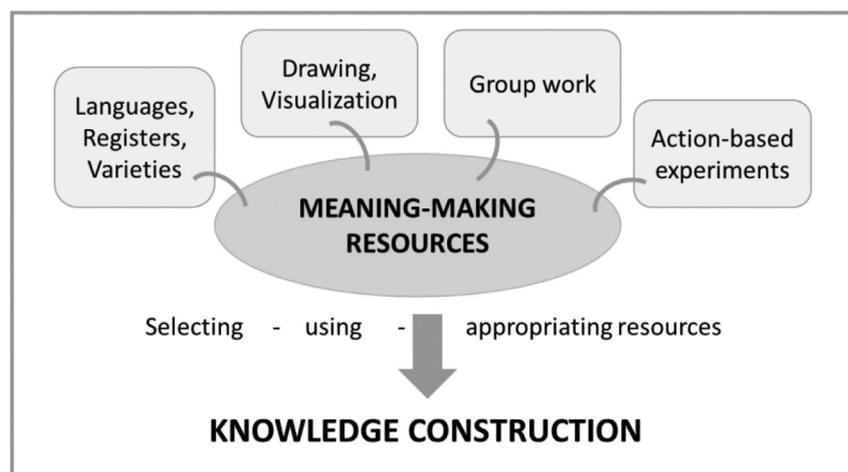 Languages,
Registers,
Varieties
Drawing,
Visualization
Group work
Action-based
experiments
MEANING-MAKING
RESOURCES
Selecting - using - appropriating resources
KNOWLEDGE CONSTRUCTION